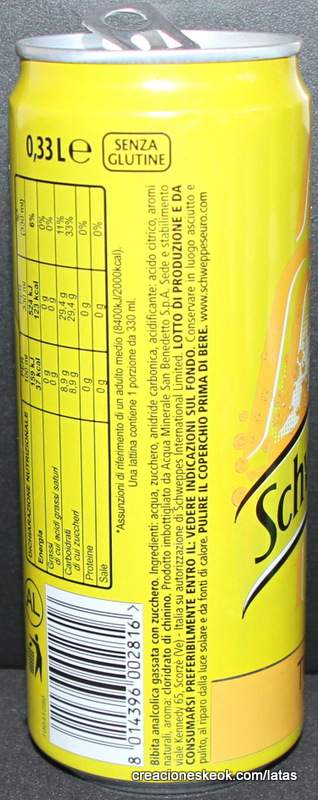 0,33 L e
SENZA
GLUTINE
DICHIARAZIONE NUTRIZIONALE
100 ml
330 ml
(330 ml)
Energia 159 kJ 524 kJ 6%
37 kcal 123 kcal
Grassi 0 g 0 g 0%
di cui acidi grassi saturi 0 g 0 g 0%
Carboidrati 8,9 g 29,4 g 11%
di cui zuccheri 8,9 g 29,4 g 33%
Proteine 0 g 0 g 0%
Sale 0 g 0 g 0%
*Assunzioni di riferimento di un adulto medio (8400kJ/2000kcal).
Una lattina contiene 1 porzione da 330 ml.
Bibita analcolica gassata con zucchero. Ingredienti: acqua, zucchero, anidride carbonica, acidificante: acido citrico, aromi
naturali, aroma: cloridrato di chinino. Prodotto imbottigliato da Acqua Minerale San Benedetto S.p.A. Sede e stabilimento
viale Kennedy 65, Scorzè (Ve) - Italia su autorizzazione di Schweppes International Limited. LOTTO DI PRODUZIONE E DA
CONSUMARSI PREFERIBILMENTE ENTRO IL: VEDERE INDICAZIONI SUL FONDO. Conservare in luogo asciutto e
pulito, al riparo dalla luce solare e da fonti di calore. PULIRE IL COPERCHIO PRIMA DI BERE. www.schweppeseuro.com
AL
8 014396 002816 >
Schw
T
creacioneskeok.com/latas